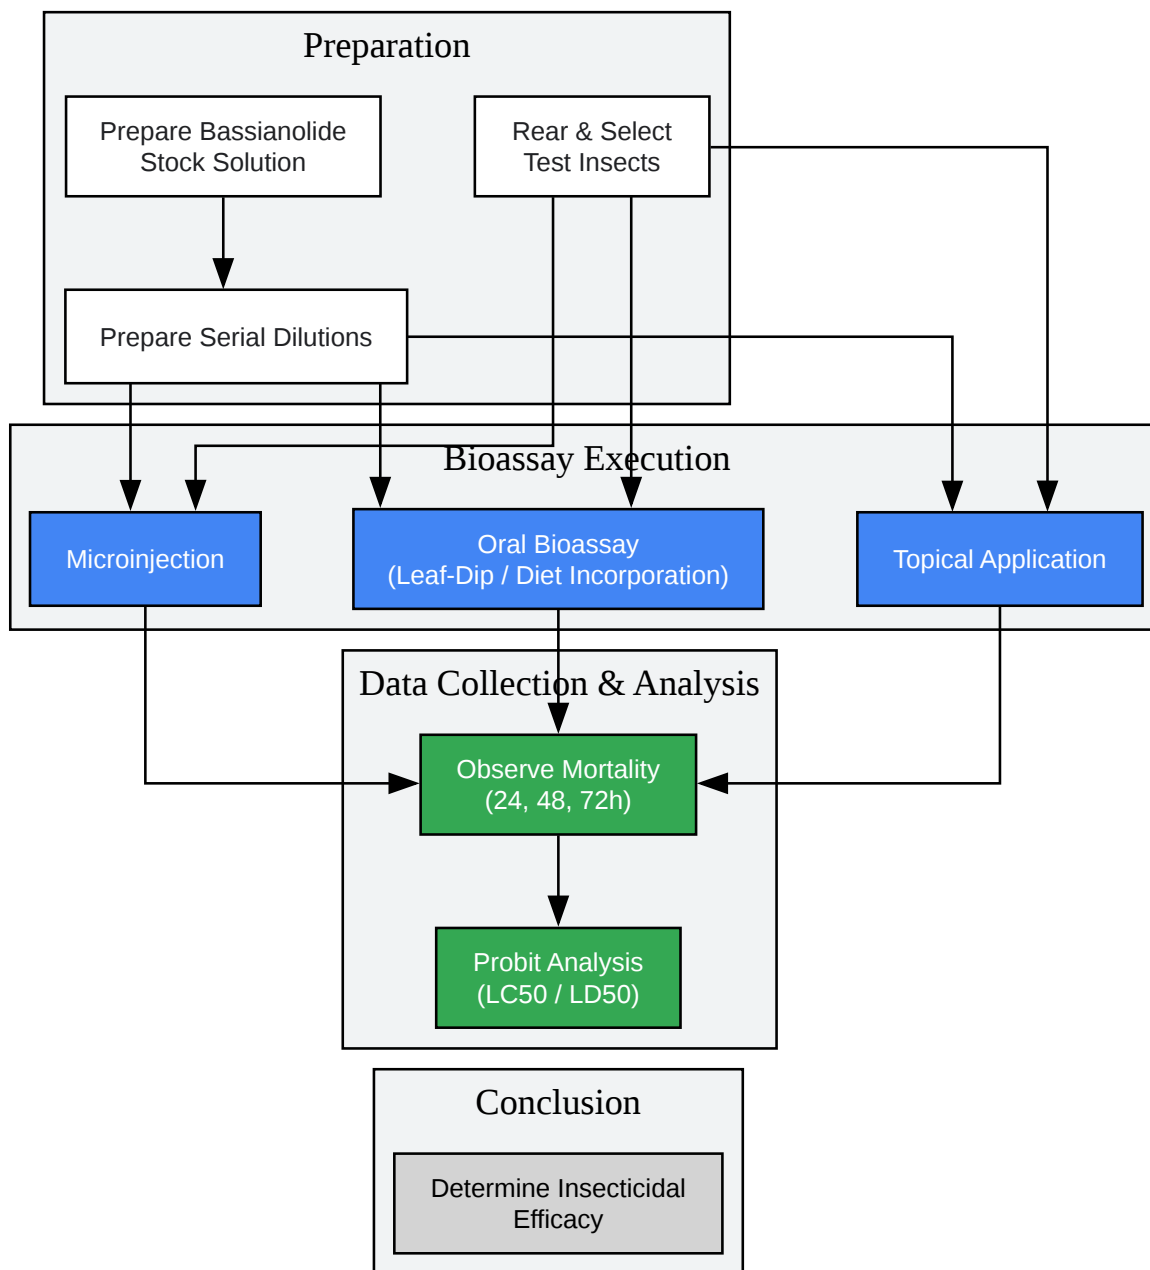 Preparation
Prepare Bassianolide
Stock Solution
Rear & Select
Test Insects
Prepare Serial Dilutions
Bioassay Execution
Microinjection
Oral Bioassay
(Leaf-Dip / Diet Incorporation)
Topical Application
Data Collection & Analysis
Observe Mortality
(24, 48, 72h)
Probit Analysis
(LC50 / LD50)
Conclusion
Determine Insecticidal
Efficacy